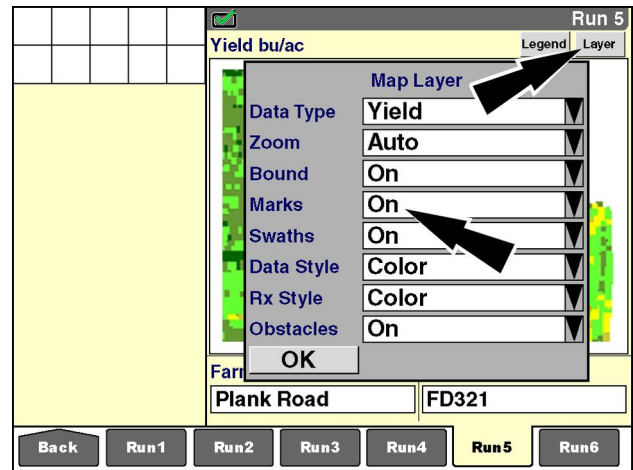 Run 5
Yield bu/ac Legend Layer
Map Layer
Data Type Yield
Zoom Auto
Bound On
Marks On
Swaths On
Data Style Color
Rx Style Color
Obstacles On
OK
Farm
Plank Road FD321
Back Run1 Run2 Run3 Run4 Run5 Run6